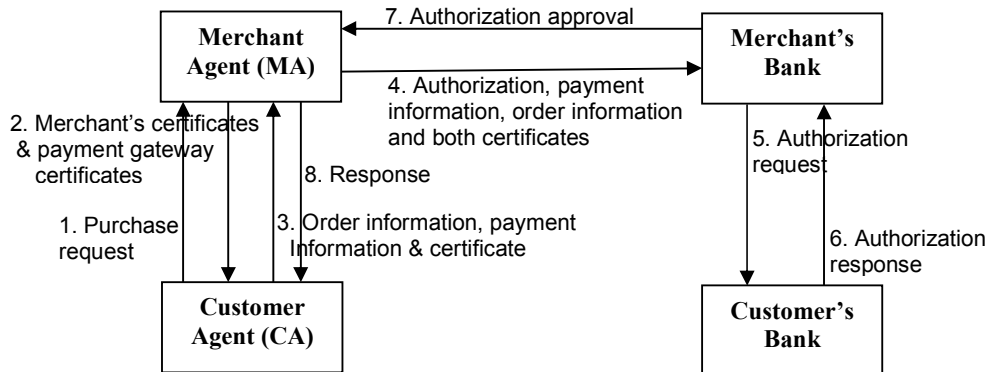 7. Authorization approval
Merchant
Agent (MA)
Merchant’s
Bank
4. Authorization, payment
information, order information
and both certificates
2. Merchant's certificates
& payment gateway
certificates
5. Authorization
request
8. Response
1. Purchase
request
3. Order information, payment
Information & certificate
6. Authorization
response
Customer
Agent (CA)
Customer’s
Bank